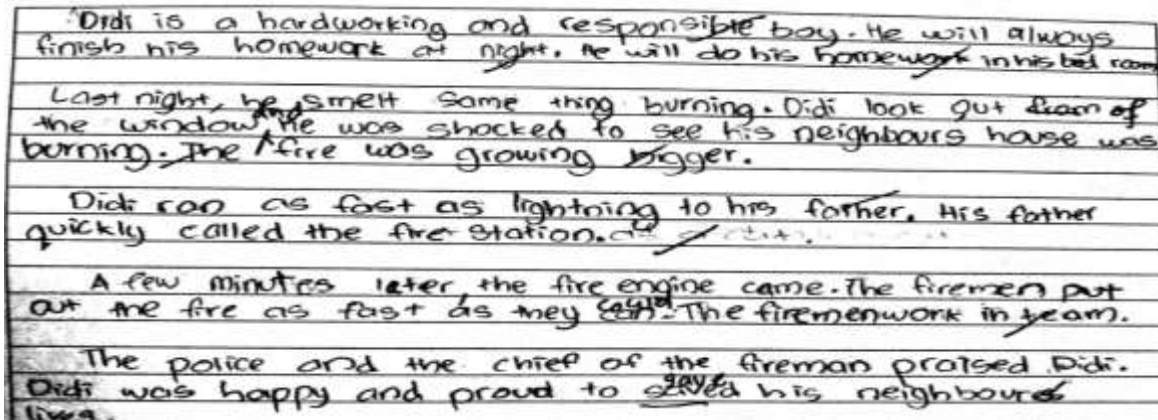 Didi is a hardworking and responsible boy. He will always
finish his homework at night. He will do his homework in his bed room
Last night, he smelt some thing burning. Didi look out of
the window and he was shocked to see his neighbours house was
burning. The fire was growing bigger.
Didi ran as fast as lightning to his father. His father
quickly called the fire station.
A few minutes later, the fire engine came. The firemen put
out the fire as fast as they could. The firemen work in team.
The police and the chief of the fireman praised Didi.
Didi was happy and proud to save his neighbours
lives.